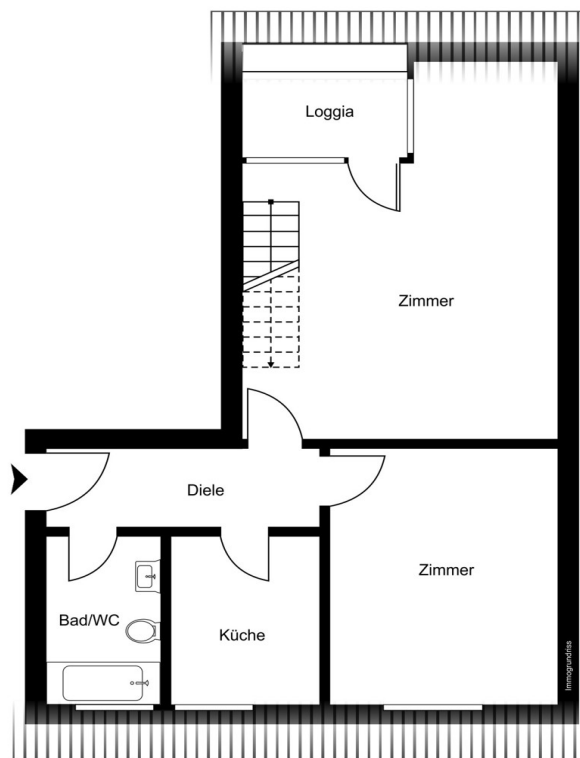 Loggia
Zimmer
Diele
Zimmer
Bad/WC
Küche
Immogrundriss